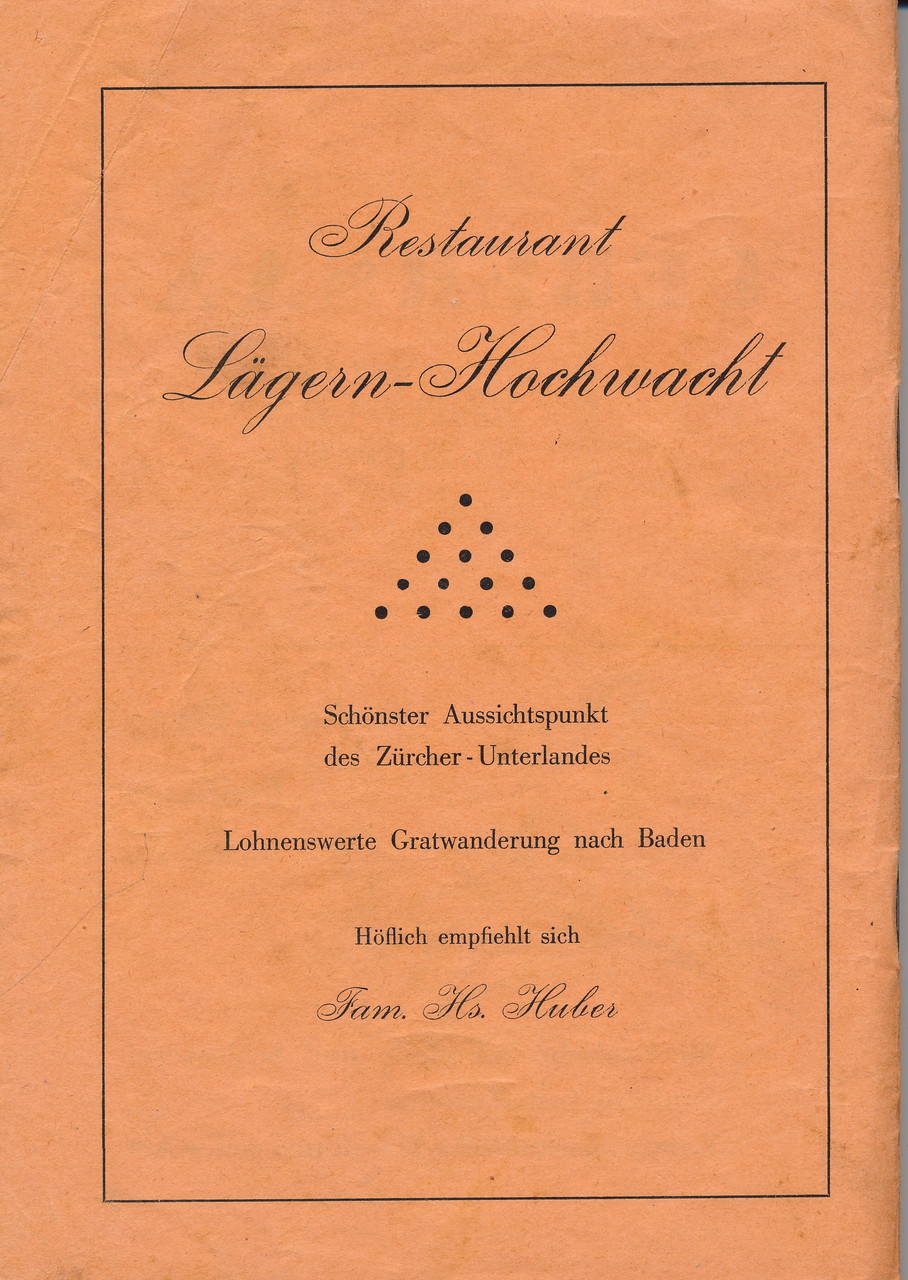 Restaurant
Lägern-Hochwacht
Schönster Aussichtspunkt
des Zürcher-Unterlandes
Lohnenswerte Gratwanderung nach Baden
Höflich empfiehlt sich
Fam. Hs. Huber